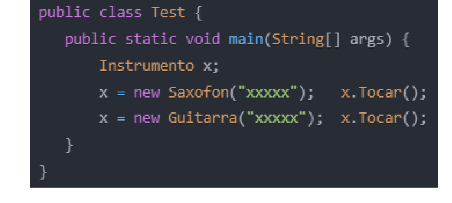 public class Test {
public static void main(String[] args) {
Instrumento x;
x = new Saxofon("xxxxx");   x.Tocar();
x = new Guitarra("xxxxx");  x.Tocar();
}
}